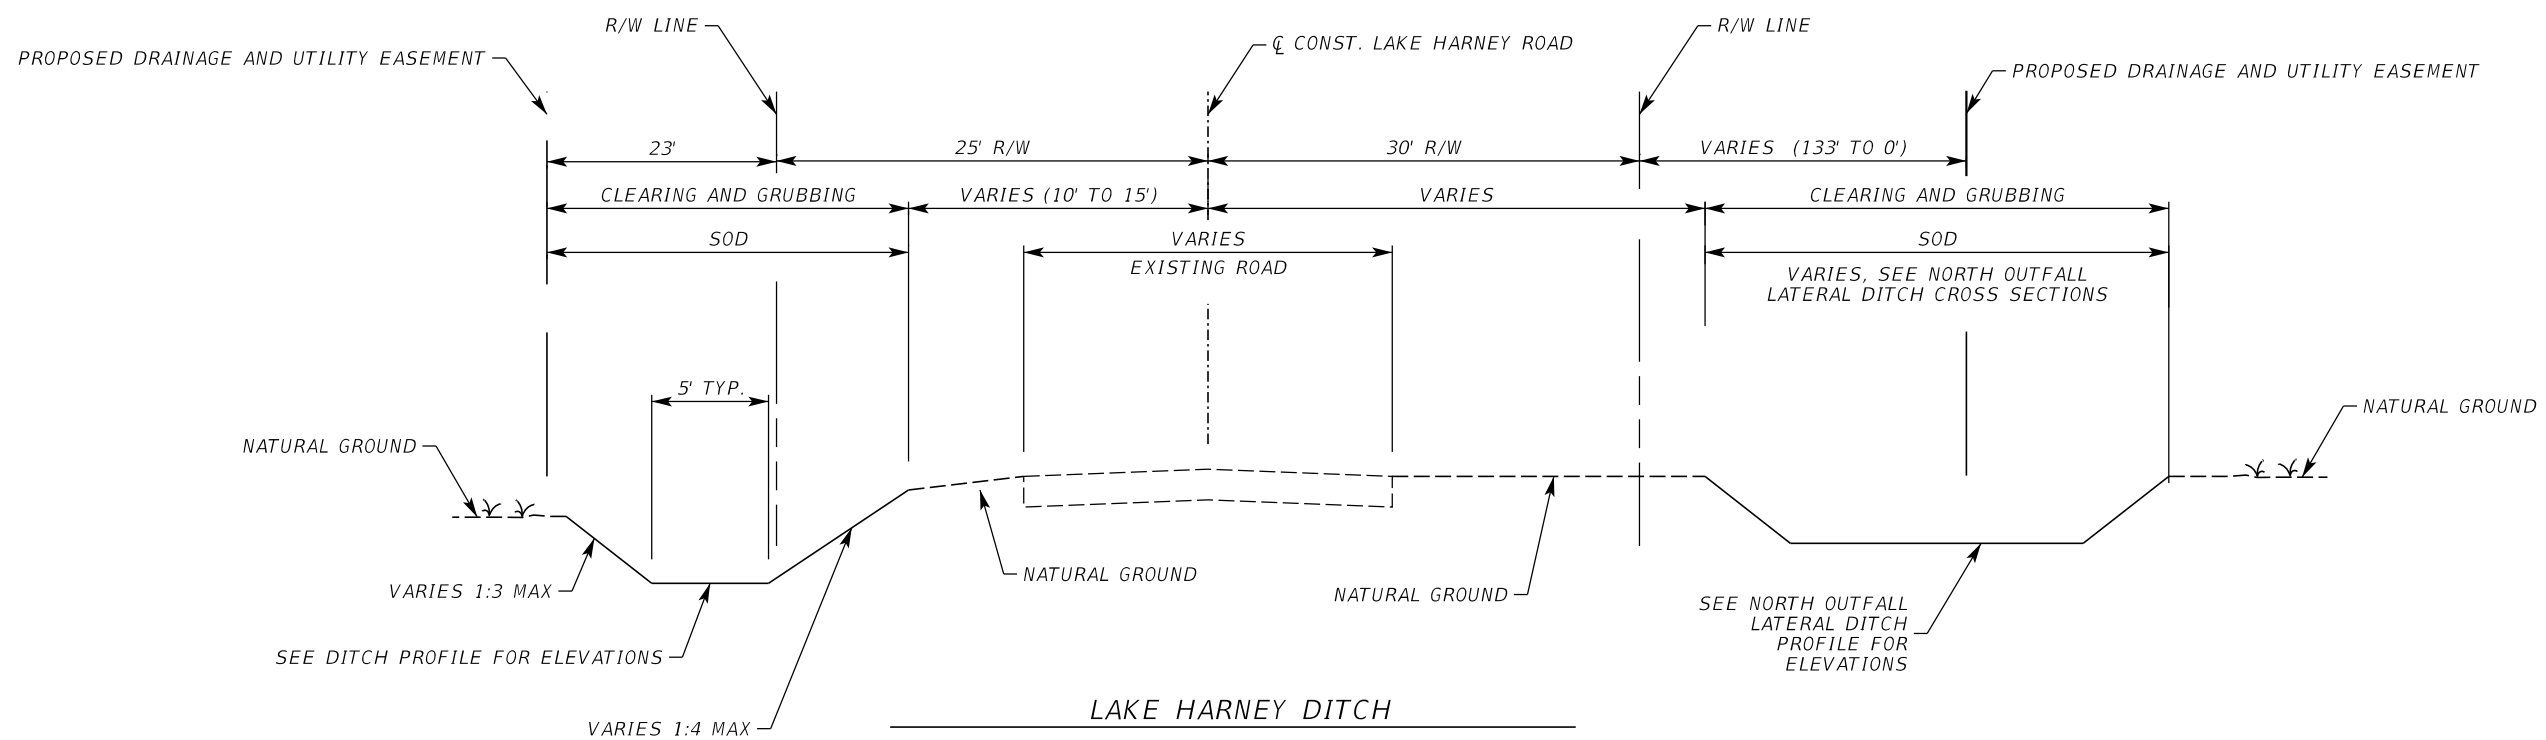 R/W LINE
R/W LINE
℄ CONST. LAKE HARNEY ROAD
PROPOSED DRAINAGE AND UTILITY EASEMENT
PROPOSED DRAINAGE AND UTILITY EASEMENT
23'
25' R/W
30' R/W
VARIES (133' TO 0')
CLEARING AND GRUBBING
VARIES (10' TO 15')
VARIES
CLEARING AND GRUBBING
SOD
VARIES
EXISTING ROAD
SOD
VARIES, SEE NORTH OUTFALL
LATERAL DITCH CROSS SECTIONS
5' TYP.
NATURAL GROUND
NATURAL GROUND
VARIES 1:3 MAX
NATURAL GROUND
NATURAL GROUND
SEE NORTH OUTFALL
LATERAL DITCH
PROFILE FOR
ELEVATIONS
SEE DITCH PROFILE FOR ELEVATIONS
VARIES 1:4 MAX
LAKE HARNEY DITCH